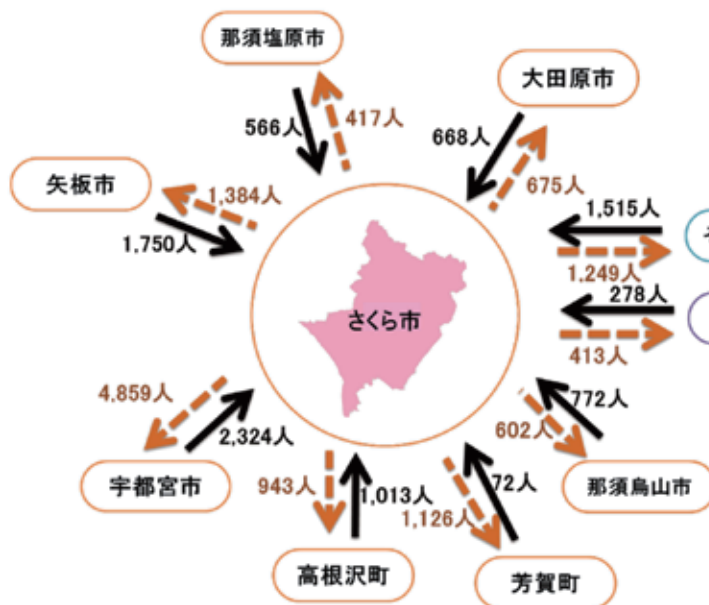 那須塩原市
大田原市
566人
417人
668人
675人
矢板市
1,384人
1,750人
1,515人
1,249人
278人
413人
さくら市
4,859人
2,324人
772人
602人
宇都宮市
943人
1,013人
72人
1,126人
那須烏山市
高根沢町
芳賀町